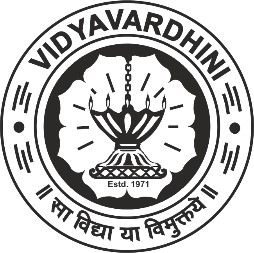 VIDYAVARDHINI
Estd. 1971
॥ सा विद्या या विमुक्तये ॥